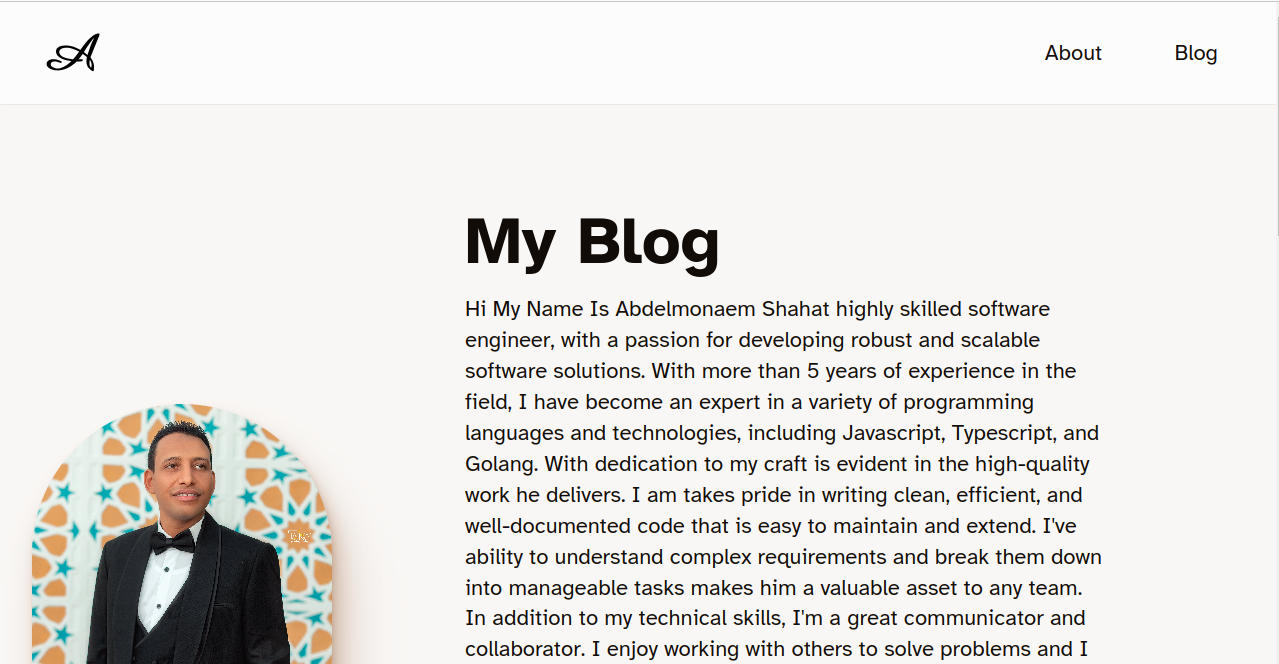 A
About
Blog
My Blog
Hi My Name Is Abdelmonaem Shahat highly skilled software
engineer, with a passion for developing robust and scalable
software solutions. With more than 5 years of experience in the
field, I have become an expert in a variety of programming
languages and technologies, including Javascript, Typescript, and
Golang. With dedication to my craft is evident in the high-quality
work he delivers. I am takes pride in writing clean, efficient, and
well-documented code that is easy to maintain and extend. I've
ability to understand complex requirements and break them down
into manageable tasks makes him a valuable asset to any team.
In addition to my technical skills, I'm a great communicator and
collaborator. I enjoy working with others to solve problems and I